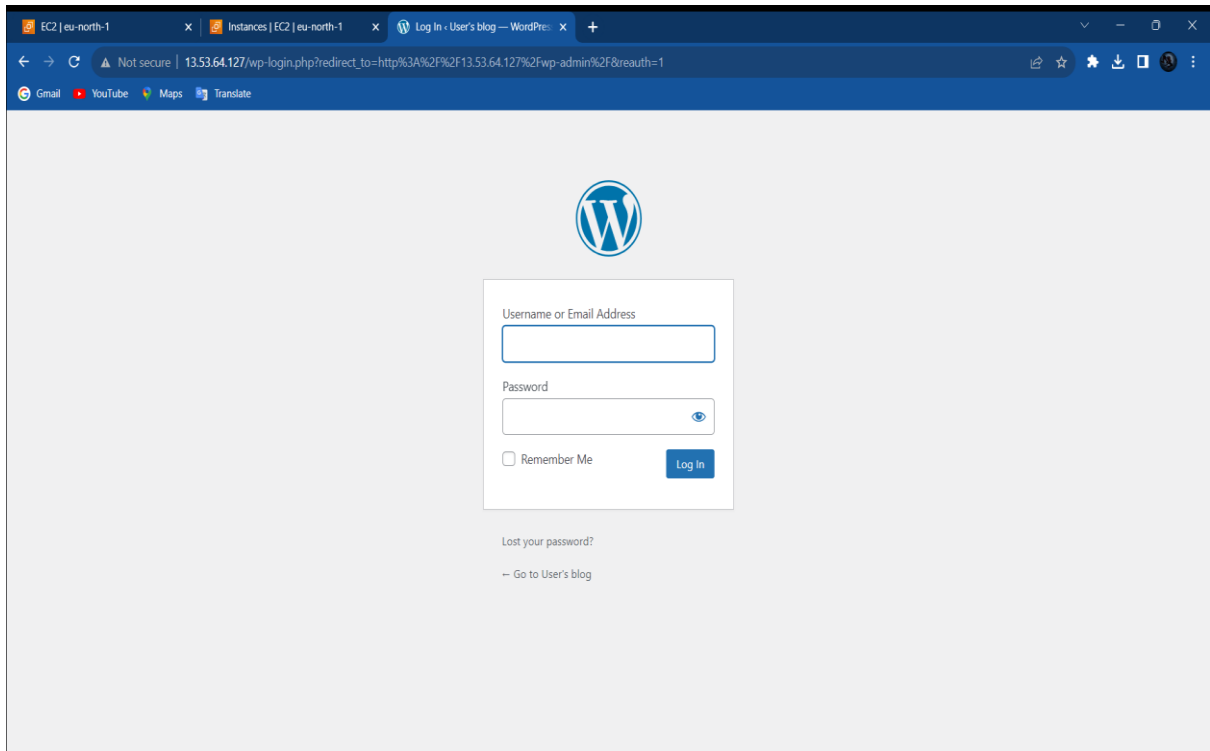 EC2 | eu-north-1
Instances | EC2 | eu-north-1
Log In ‹ User's blog — WordPres
Not secure | 13.53.64.127/wp-login.php?redirect_to=http%3A%2F%2F13.53.64.127%2Fwp-admin%2F&reauth=1
Gmail YouTube Maps Translate
Username or Email Address
Password
Remember Me Log In
Lost your password?
← Go to User's blog